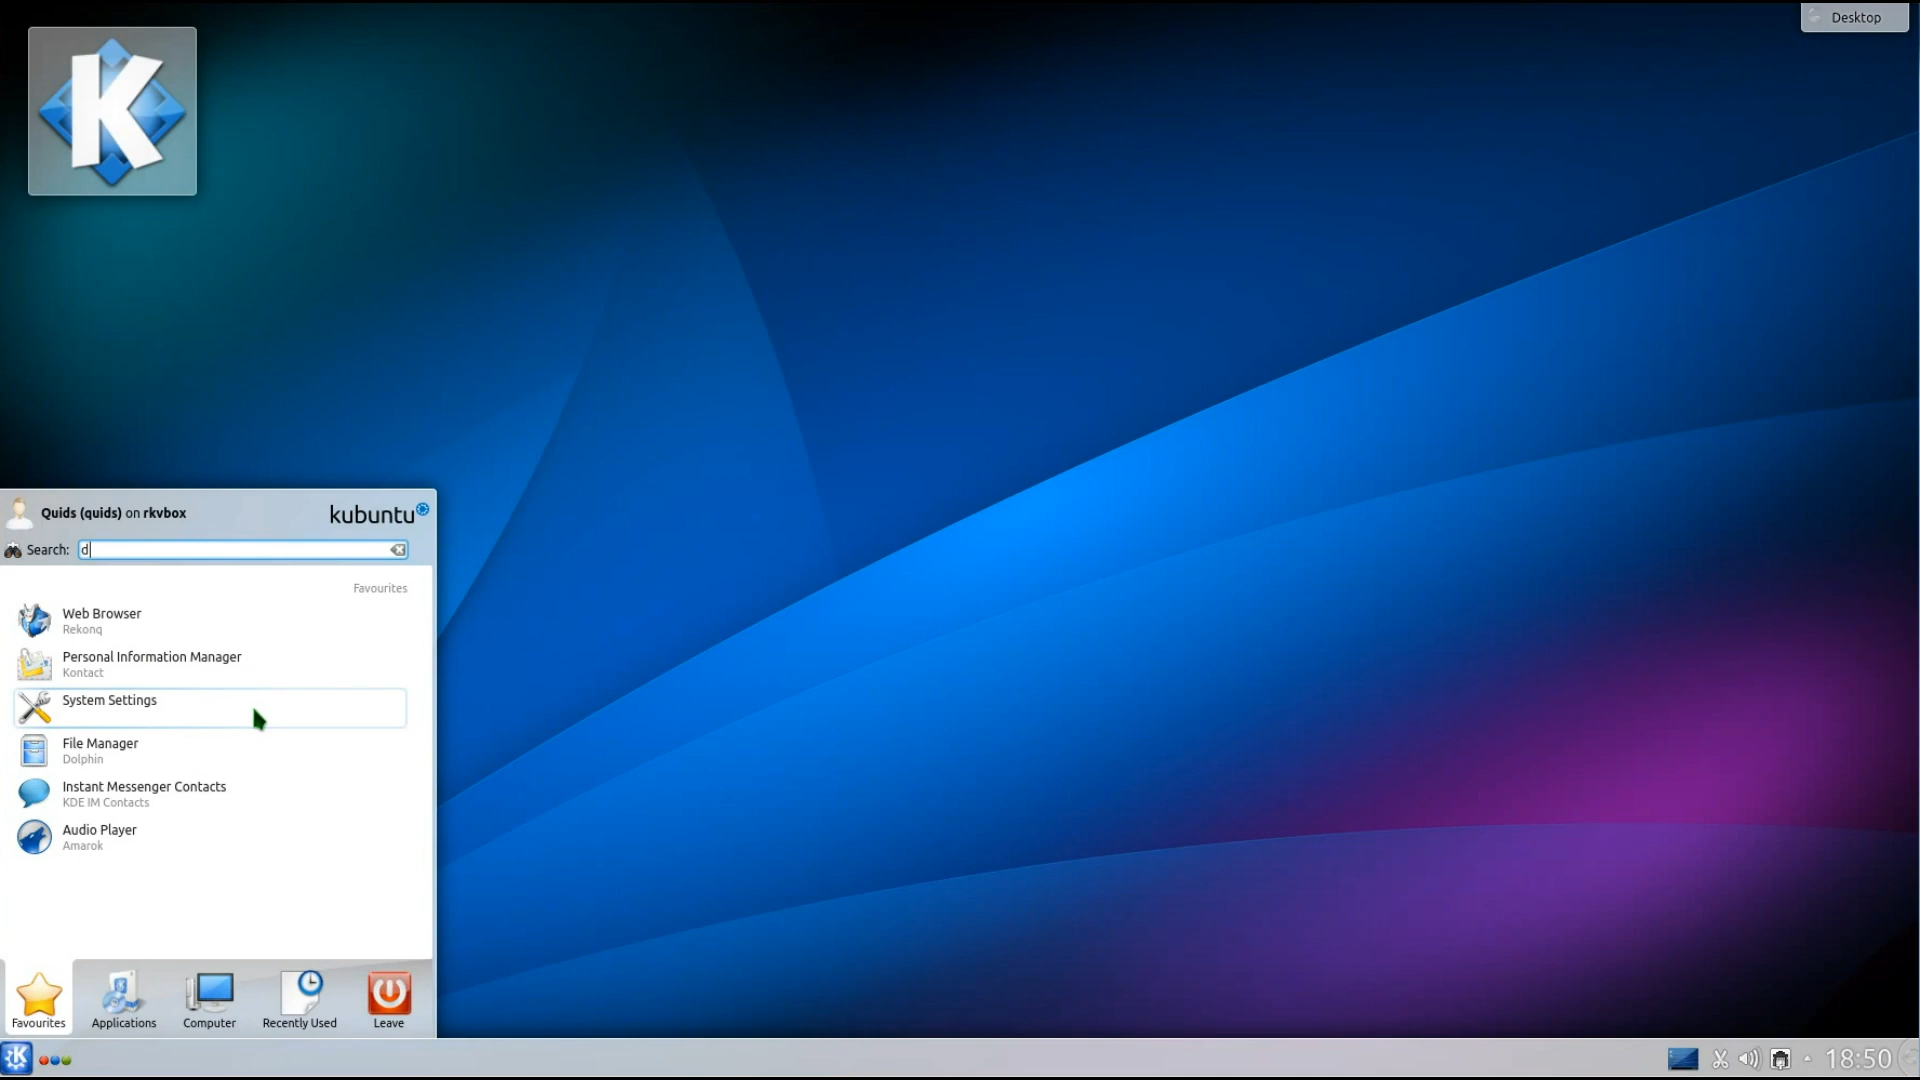 Desktop
K
Quids (quids) on rkvbox
kubuntu
Search: d
Favourites
Web Browser
Rekonq
Personal Information Manager
Kontact
System Settings
File Manager
Dolphin
Instant Messenger Contacts
KDE IM Contacts
Audio Player
Amarok
Favourites
Applications
Computer
Recently Used
Leave
K
18:50